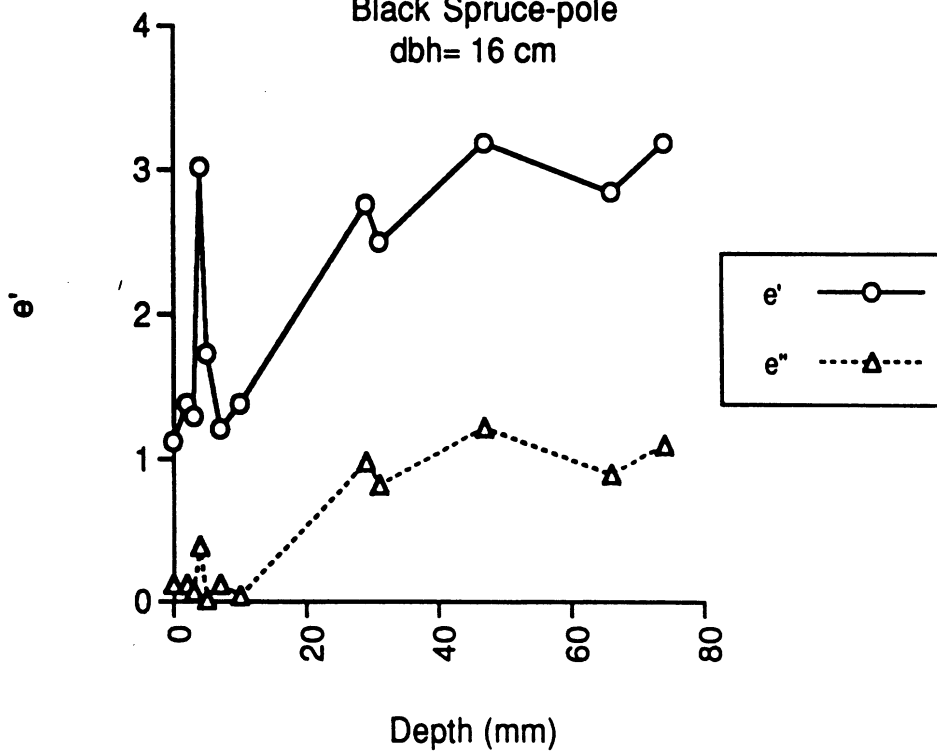 Black Spruce-pole
dbh= 16 cm
4
3
2
1
0
e'
0
20
40
60
80
Depth (mm)
e'
e"